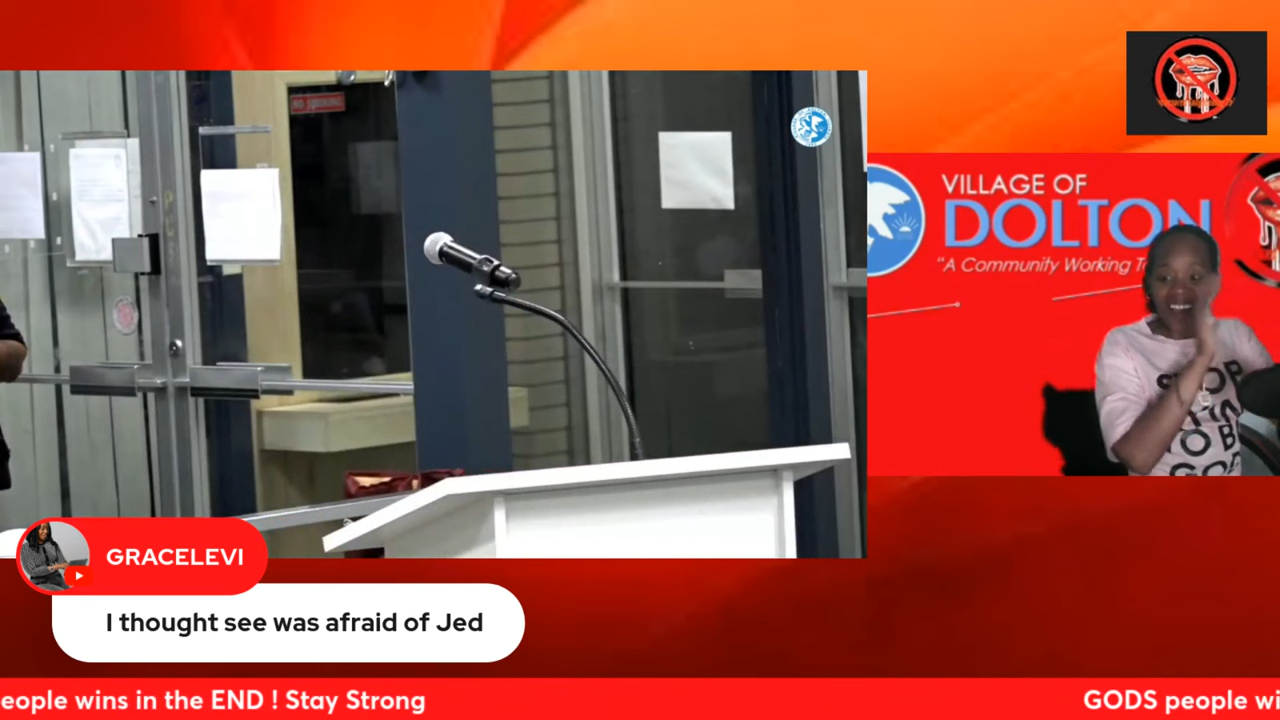 NO SMOKING
VILLAGE OF
DOLTON
"A Community Working
GRACELEVI
I thought see was afraid of Jed
eople wins in the END ! Stay Strong
GODS people wi